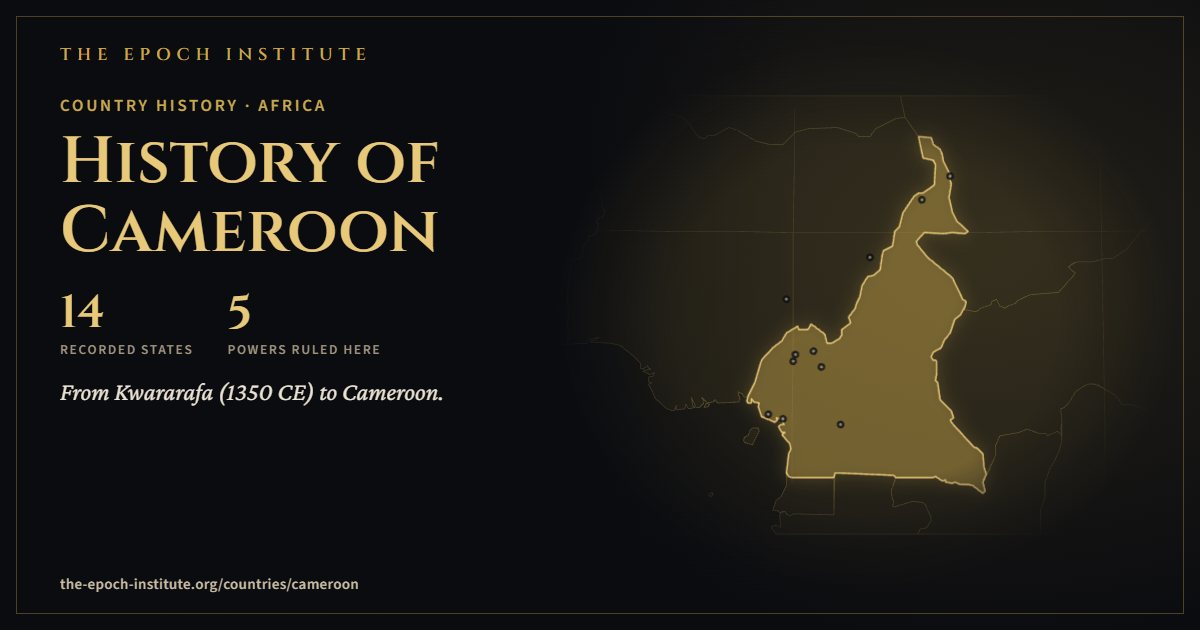 THE EPOCH INSTITUTE
COUNTRY HISTORY · AFRICA
History of
Cameroon
14
5
RECORDED STATES
POWERS RULED HERE
From Kwararafa (1350 CE) to Cameroon.
the-epoch-institute.org/countries/cameroon